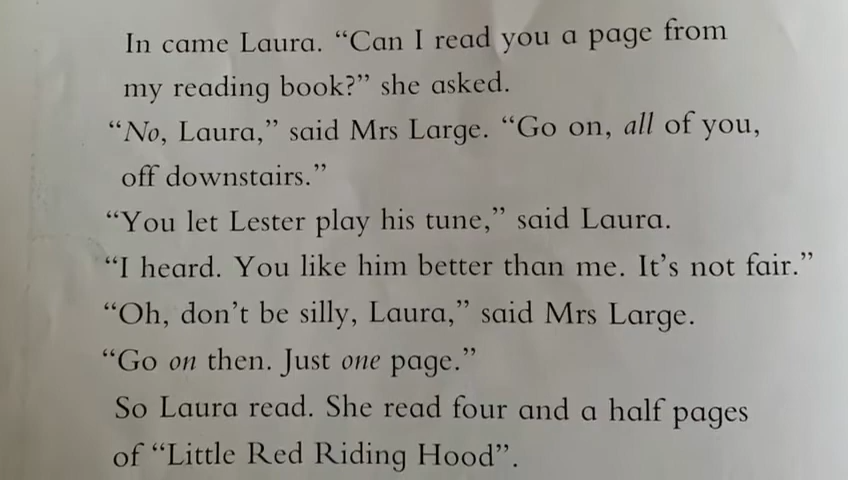 In came Laura. “Can I read you a page from
my reading book?” she asked.
“No, Laura,” said Mrs Large. “Go on, all of you,
off downstairs.”
“You let Lester play his tune,” said Laura.
“I heard. You like him better than me. It’s not fair.”
“Oh, don’t be silly, Laura,” said Mrs Large.
“Go on then. Just one page.”
So Laura read. She read four and a half pages
of “Little Red Riding Hood”.